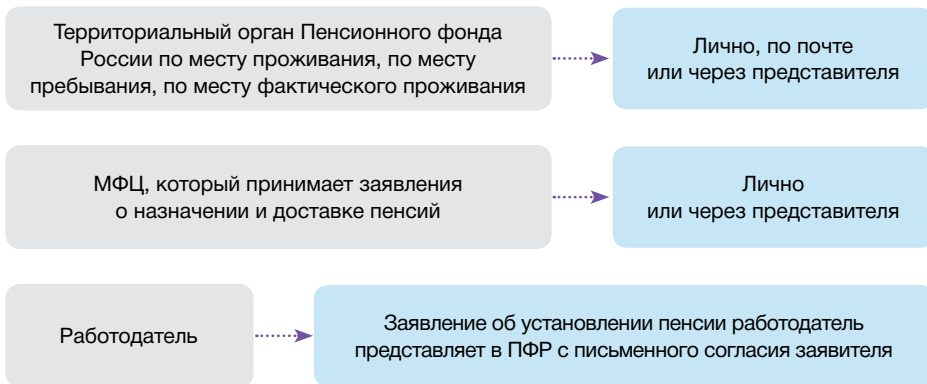 Территориальный орган Пенсионного фонда
России по месту проживания, по месту
пребывания, по месту фактического проживания
Лично, по почте
или через представителя
МФЦ, который принимает заявления
о назначении и доставке пенсий
Лично
или через представителя
Работодатель
Заявление об установлении пенсии работодатель
представляет в ПФР с письменного согласия заявителя